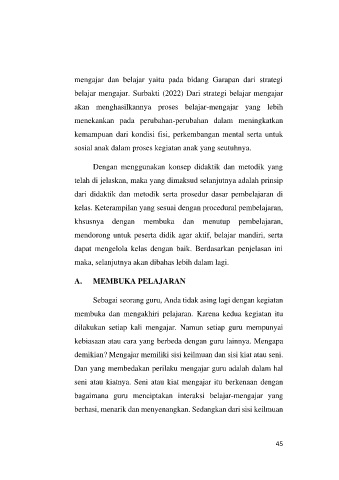 mengajar dan belajar yaitu pada bidang Garapan dari strategi
belajar mengajar. Surbakti (2022) Dari strategi belajar mengajar
akan menghasilkannya proses belajar-mengajar yang lebih
menekankan pada perubahan-perubahan dalam meningkatkan
kemampuan dari kondisi fisi, perkembangan mental serta untuk
sosial anak dalam proses kegiatan anak yang seutuhnya.
Dengan menggunakan konsep didaktik dan metodik yang
telah di jelaskan, maka yang dimaksud selanjutnya adalah prinsip
dari didaktik dan metodik serta prosedur dasar pembelajaran di
kelas. Keterampilan yang sesuai dengan procedural pembelajaran,
khsusnya dengan membuka dan menutup pembelajaran,
mendorong untuk peserta didik agar aktif, belajar mandiri, serta
dapat mengelola kelas dengan baik. Berdasarkan penjelasan ini
maka, selanjutnya akan dibahas lebih dalam lagi.
A. MEMBUKA PELAJARAN
Sebagai seorang guru, Anda tidak asing lagi dengan kegiatan
membuka dan mengakhiri pelajaran. Karena kedua kegiatan itu
dilakukan setiap kali mengajar. Namun setiap guru mempunyai
kebiasaan atau cara yang berbeda dengan guru lainnya. Mengapa
demikian? Mengajar memiliki sisi keilmuan dan sisi kiat atau seni.
Dan yang membedakan perilaku mengajar guru adalah dalam hal
seni atau kiatnya. Seni atau kiat mengajar itu berkenaan dengan
bagaimana guru menciptakan interaksi belajar-mengajar yang
berhasi, menarik dan menyenangkan. Sedangkan dari sisi keilmuan
45